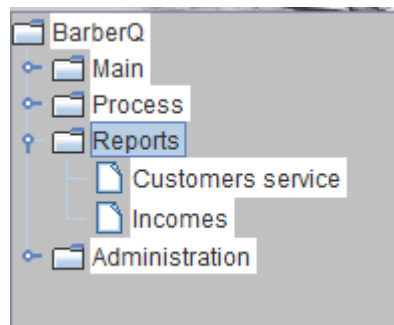 BarberQ
Main
Process
Reports
Customers service
Incomes
Administration